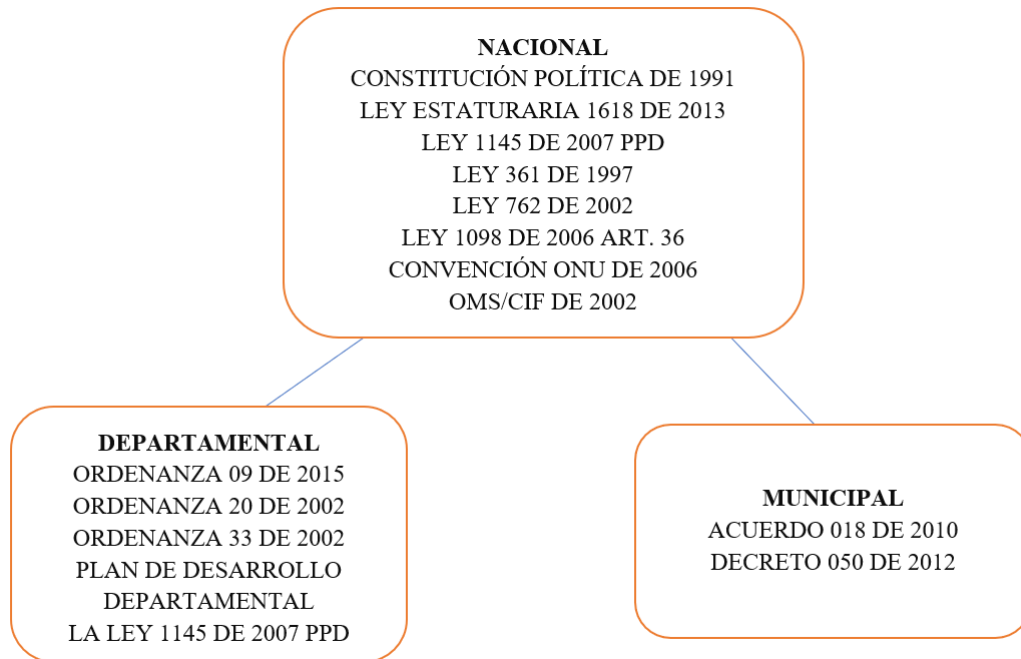 NACIONAL
CONSTITUCIÓN POLÍTICA DE 1991
LEY ESTATURARIA 1618 DE 2013
LEY 1145 DE 2007 PPD
LEY 361 DE 1997
LEY 762 DE 2002
LEY 1098 DE 2006 ART. 36
CONVENCIÓN ONU DE 2006
OMS/CIF DE 2002
DEPARTAMENTAL
ORDENANZA 09 DE 2015
ORDENANZA 20 DE 2002
ORDENANZA 33 DE 2002
PLAN DE DESARROLLO
DEPARTAMENTAL
LA LEY 1145 DE 2007 PPD
MUNICIPAL
ACUERDO 018 DE 2010
DECRETO 050 DE 2012